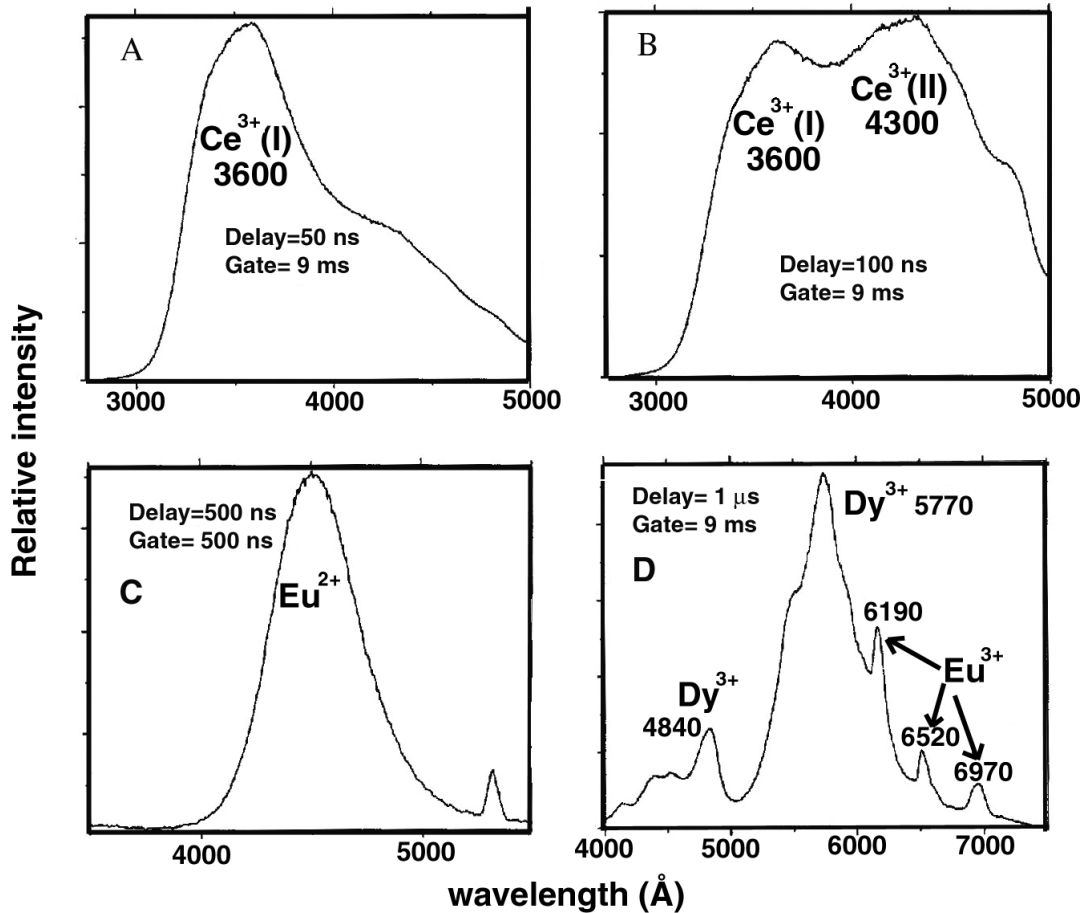 A
Ce³⁺(I)
3600
Delay=50 ns
Gate= 9 ms
3000 4000 5000
B
Ce³⁺(I)
3600
Ce³⁺(II)
4300
Delay=100 ns
Gate= 9 ms
3000 4000 5000
Relative intensity
Delay=500 ns
Gate= 500 ns
C
Eu²⁺
4000 5000
Delay= 1 μs
Gate= 9 ms
D
Dy³⁺ 5770
6190
Eu³⁺
Dy³⁺
4840
6520
6970
4000 5000 6000 7000
wavelength (Å)